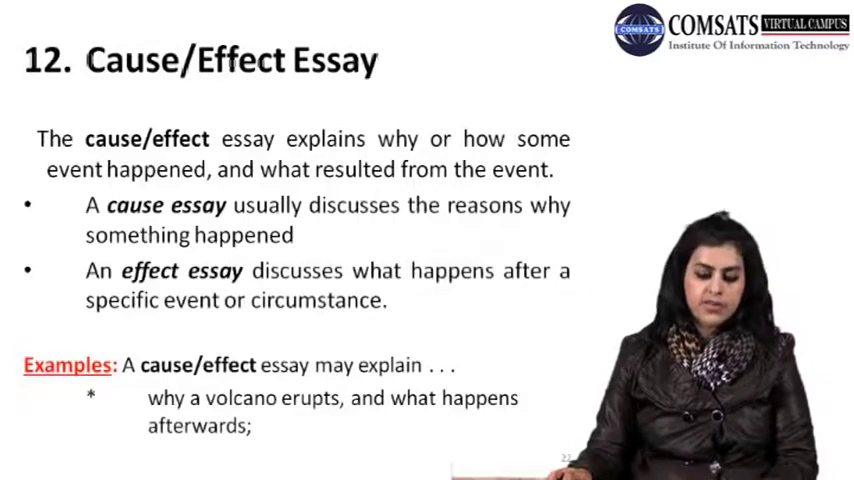 COMSATS VIRTUAL CAMPUS
COMSATS
Institute Of Information Technology
12. Cause/Effect Essay
The cause/effect essay explains why or how some
event happened, and what resulted from the event.
• A cause essay usually discusses the reasons why
something happened
• An effect essay discusses what happens after a
specific event or circumstance.
Examples: A cause/effect essay may explain . . .
* why a volcano erupts, and what happens
afterwards;
22